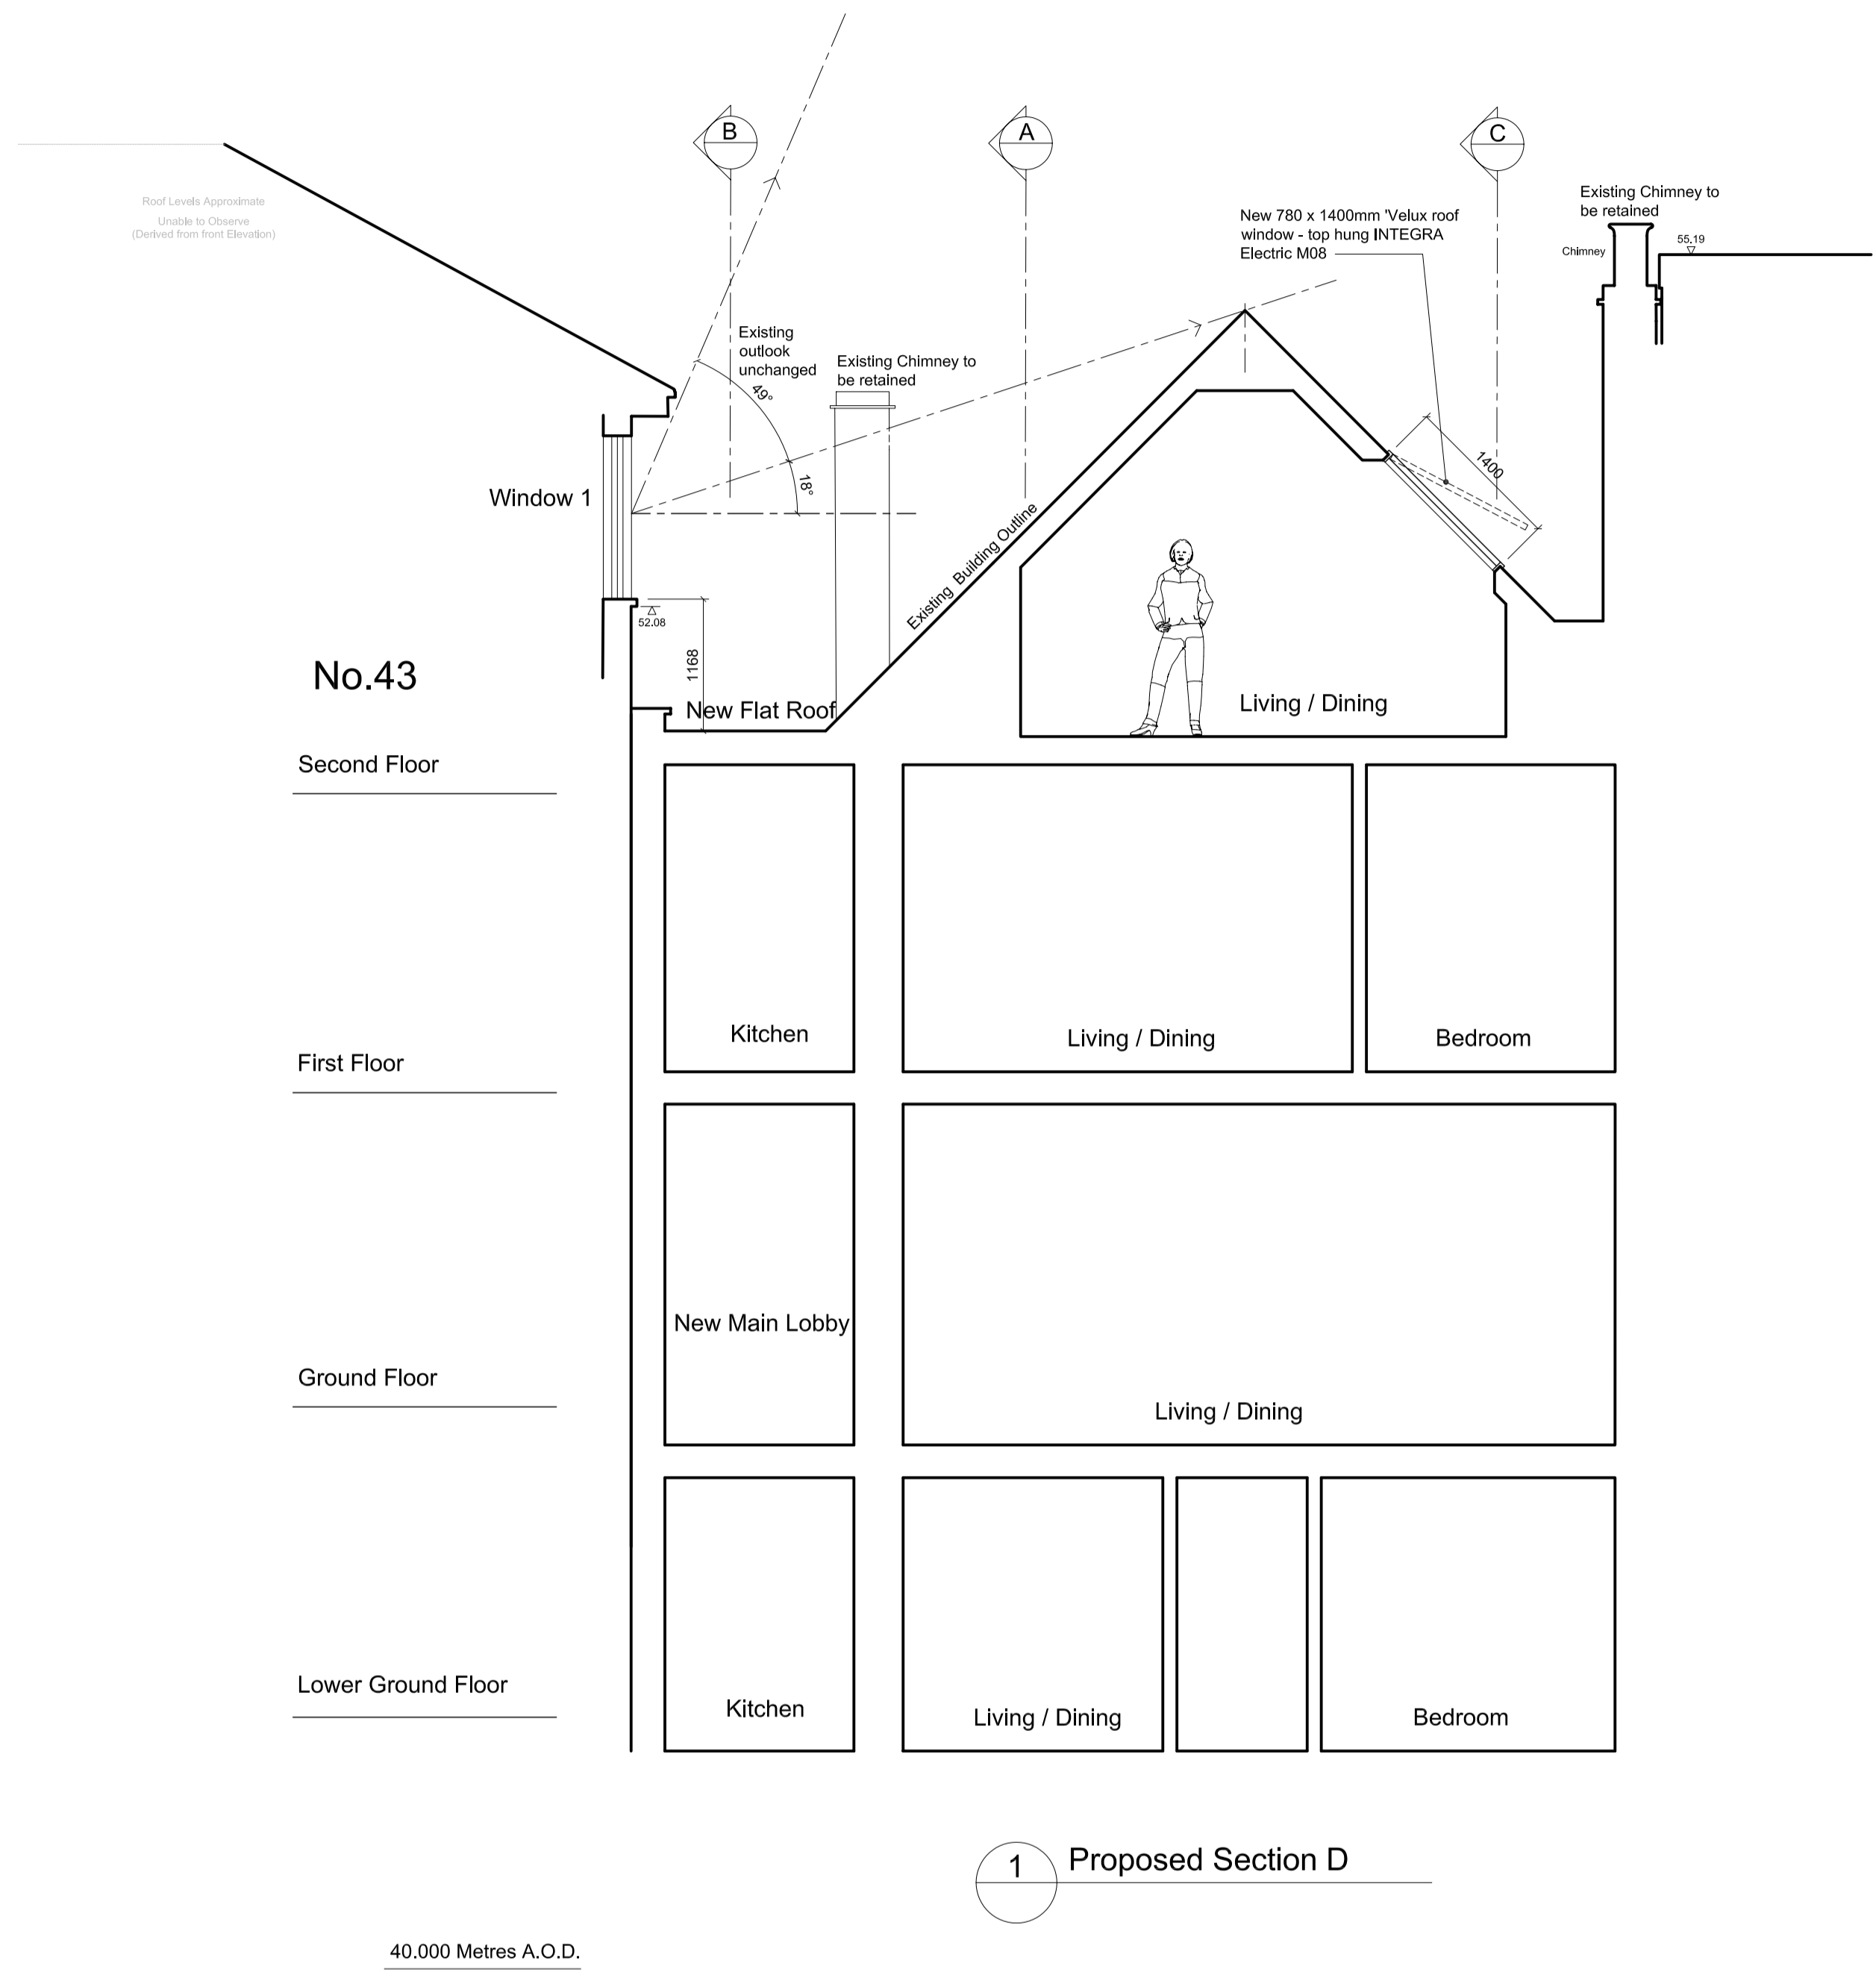 B
A
C
Roof Levels Approximate
Unable to Observe
(Derived from front Elevation)
Existing Chimney to
be retained
New 780 x 1400mm 'Velux roof
window - top hung INTEGRA
Electric M08
Chimney
55.19
Existing
outlook
unchanged
49°
Existing Chimney to
be retained
18°
1400
Window 1
Existing Building Outline
52.08
1168
No.43
New Flat Roof
Living / Dining
Second Floor
Kitchen
Living / Dining
Bedroom
First Floor
New Main Lobby
Ground Floor
Living / Dining
Lower Ground Floor
Kitchen
Living / Dining
Bedroom
1
Proposed Section D
40.000 Metres A.O.D.